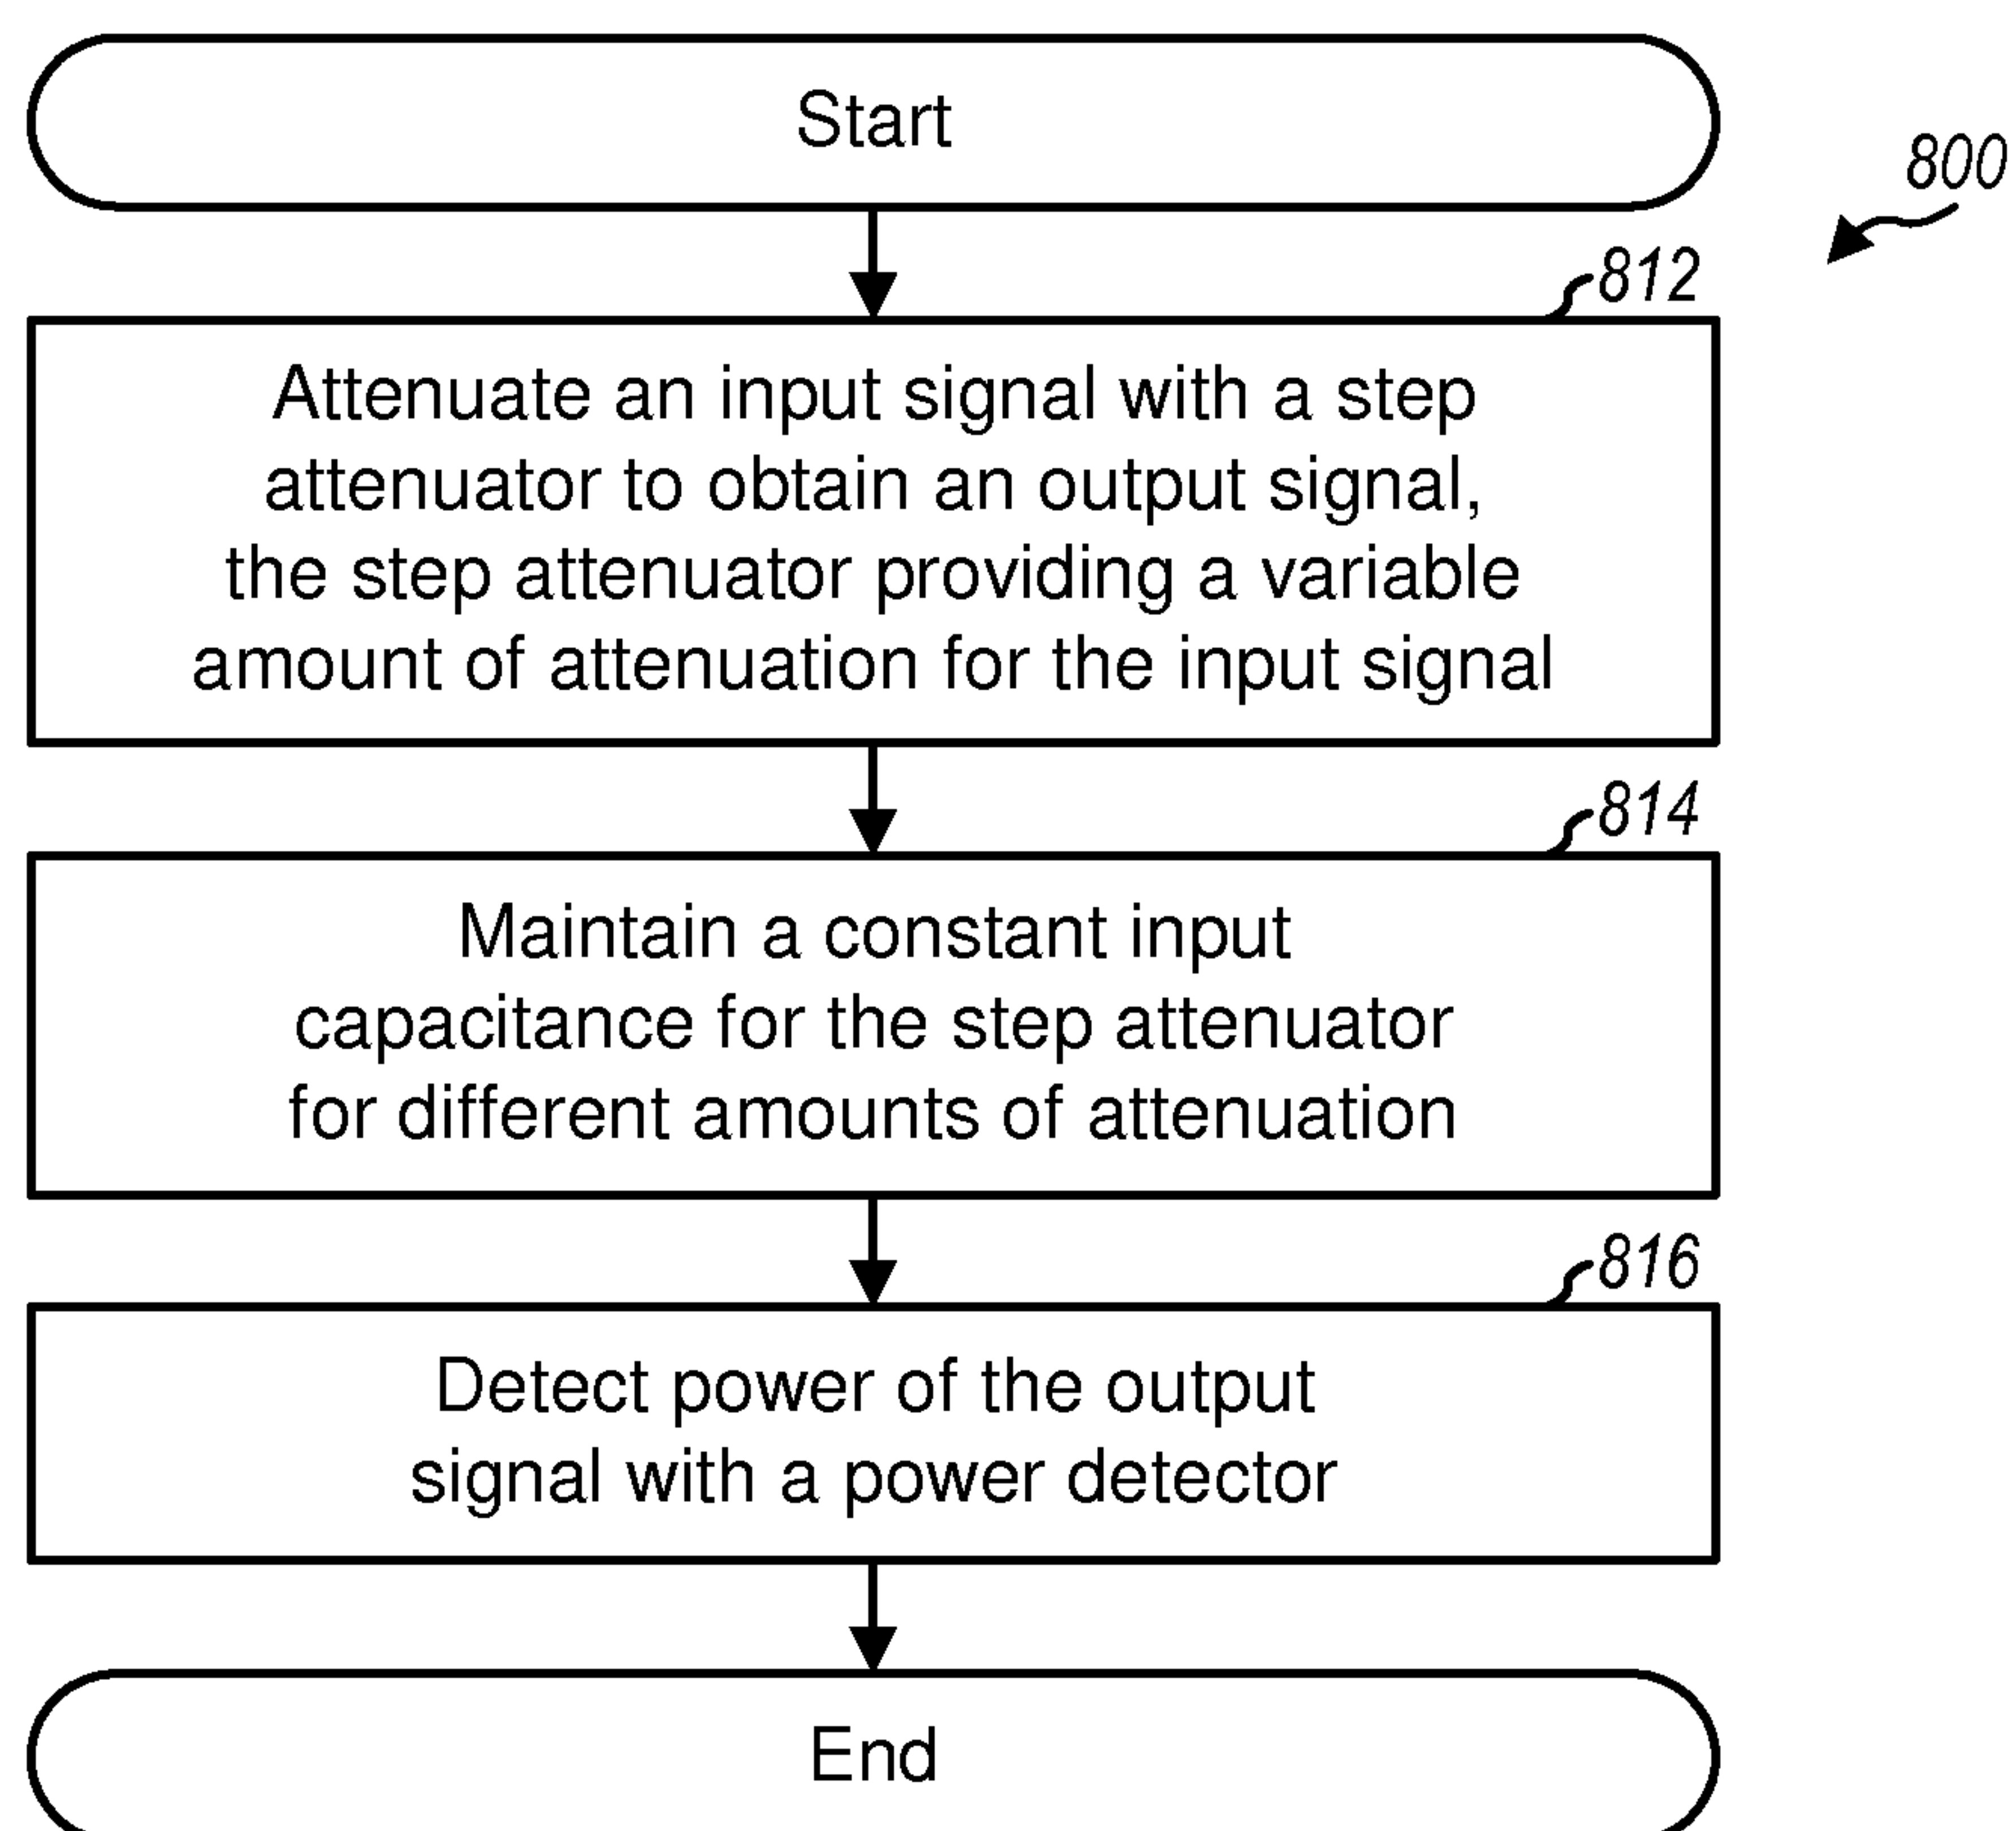 Start
800
812
Attenuate an input signal with a step
attenuator to obtain an output signal,
the step attenuator providing a variable
amount of attenuation for the input signal
814
Maintain a constant input
capacitance for the step attenuator
for different amounts of attenuation
816
Detect power of the output
signal with a power detector
End